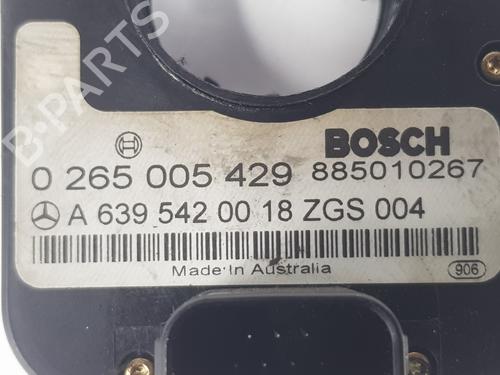 BOSCH
0 265 005 429 885010267
A 639 542 00 18 ZGS 004
Made In Australia
906
B-PARTS